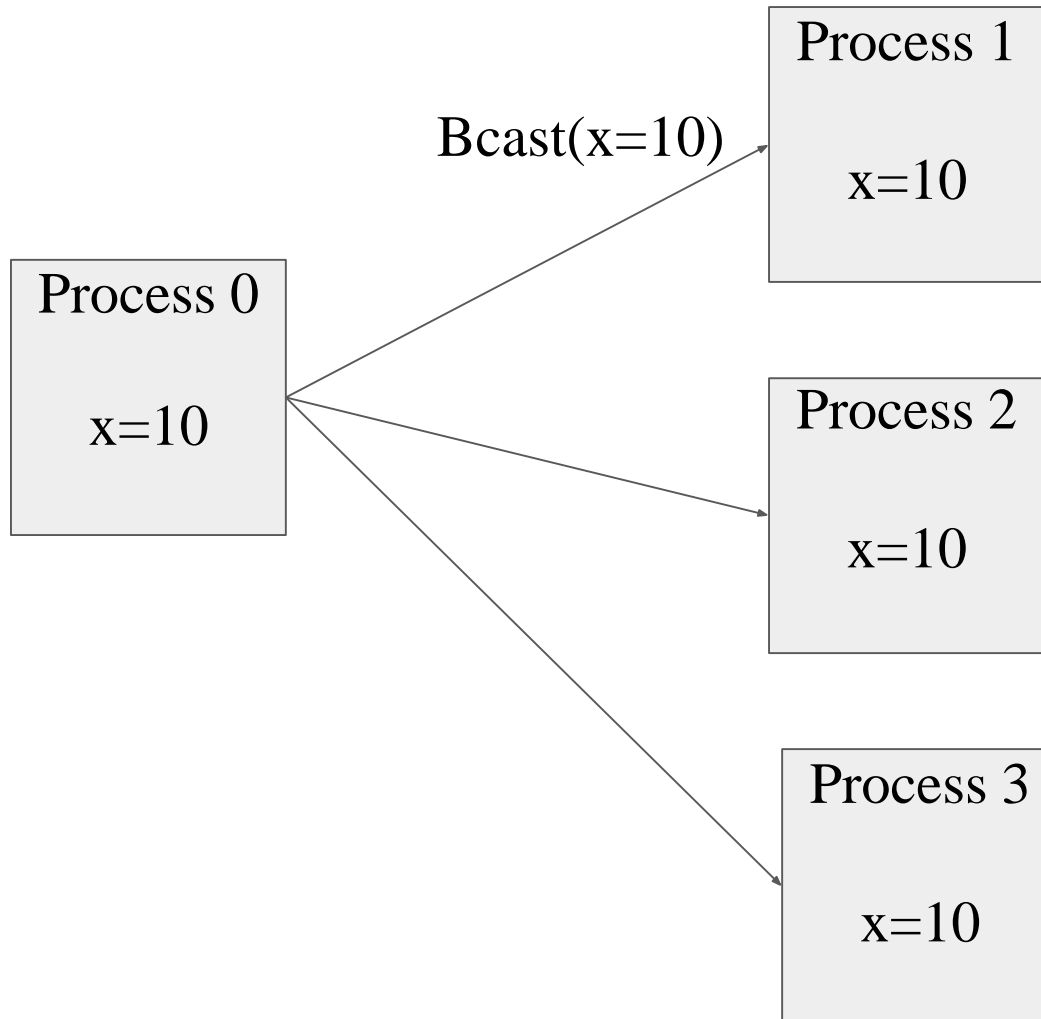 Process 1
Bcast(x=10)
x=10
Process 0
x=10
Process 2
x=10
Process 3
x=10